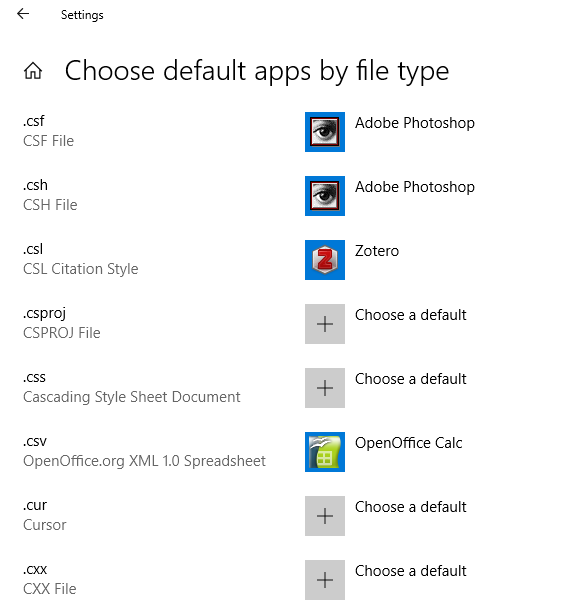 Settings
Choose default apps by file type
.csf
CSF File
Adobe Photoshop
.csh
CSH File
Adobe Photoshop
.csl
CSL Citation Style
Zotero
.csproj
CSPROJ File
Choose a default
.css
Cascading Style Sheet Document
Choose a default
.csv
OpenOffice.org XML 1.0 Spreadsheet
OpenOffice Calc
.cur
Cursor
Choose a default
.cxx
CXX File
Choose a default